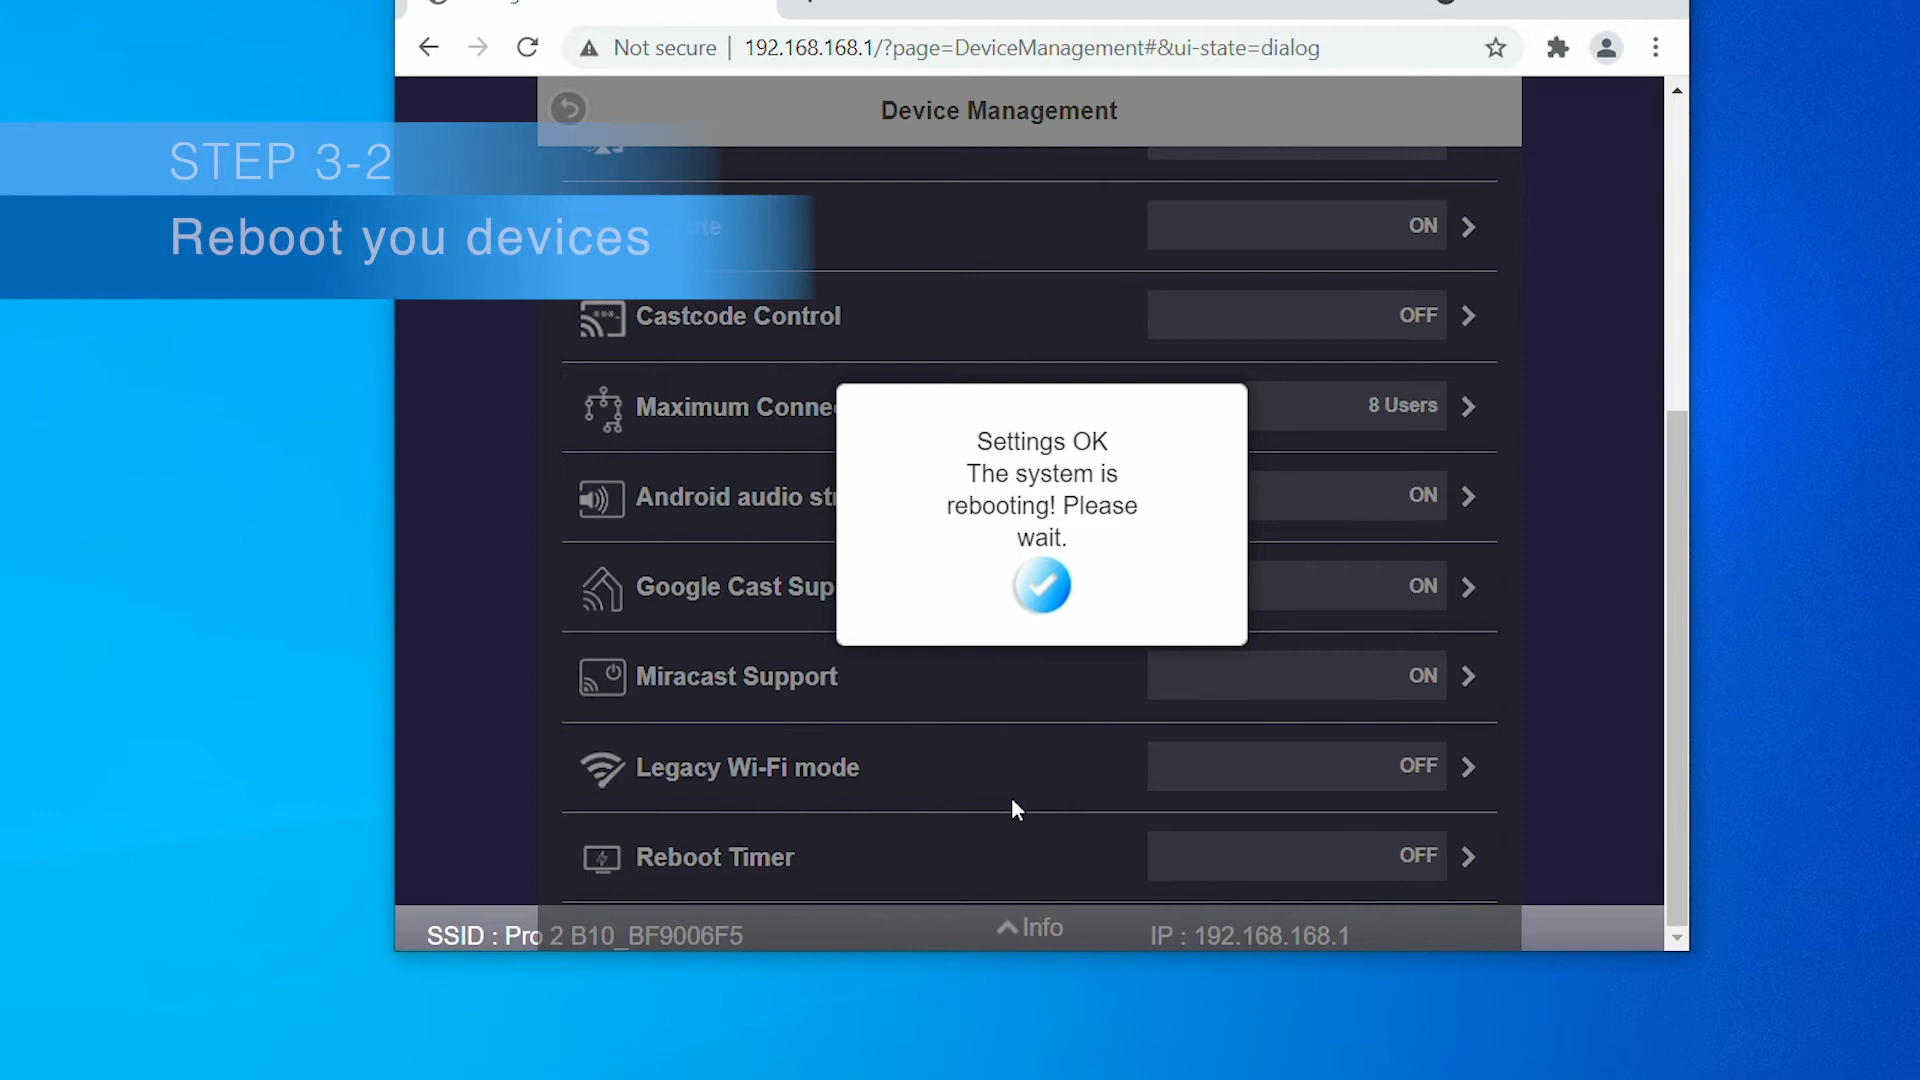 Not secure | 192.168.168.1/?page=DeviceManagement#&ui-state=dialog
Device Management
STEP 3-2
Reboot you devices
ON
Castcode Control OFF
Maximum 8 Users
Android audio ON
Google Cast ON
Settings OK
The system is
rebooting! Please
wait.
Miracast Support ON
Legacy Wi-Fi mode OFF
Reboot Timer OFF
SSID : Pro 2 B10_BF9006F5 Info IP : 192.168.168.1